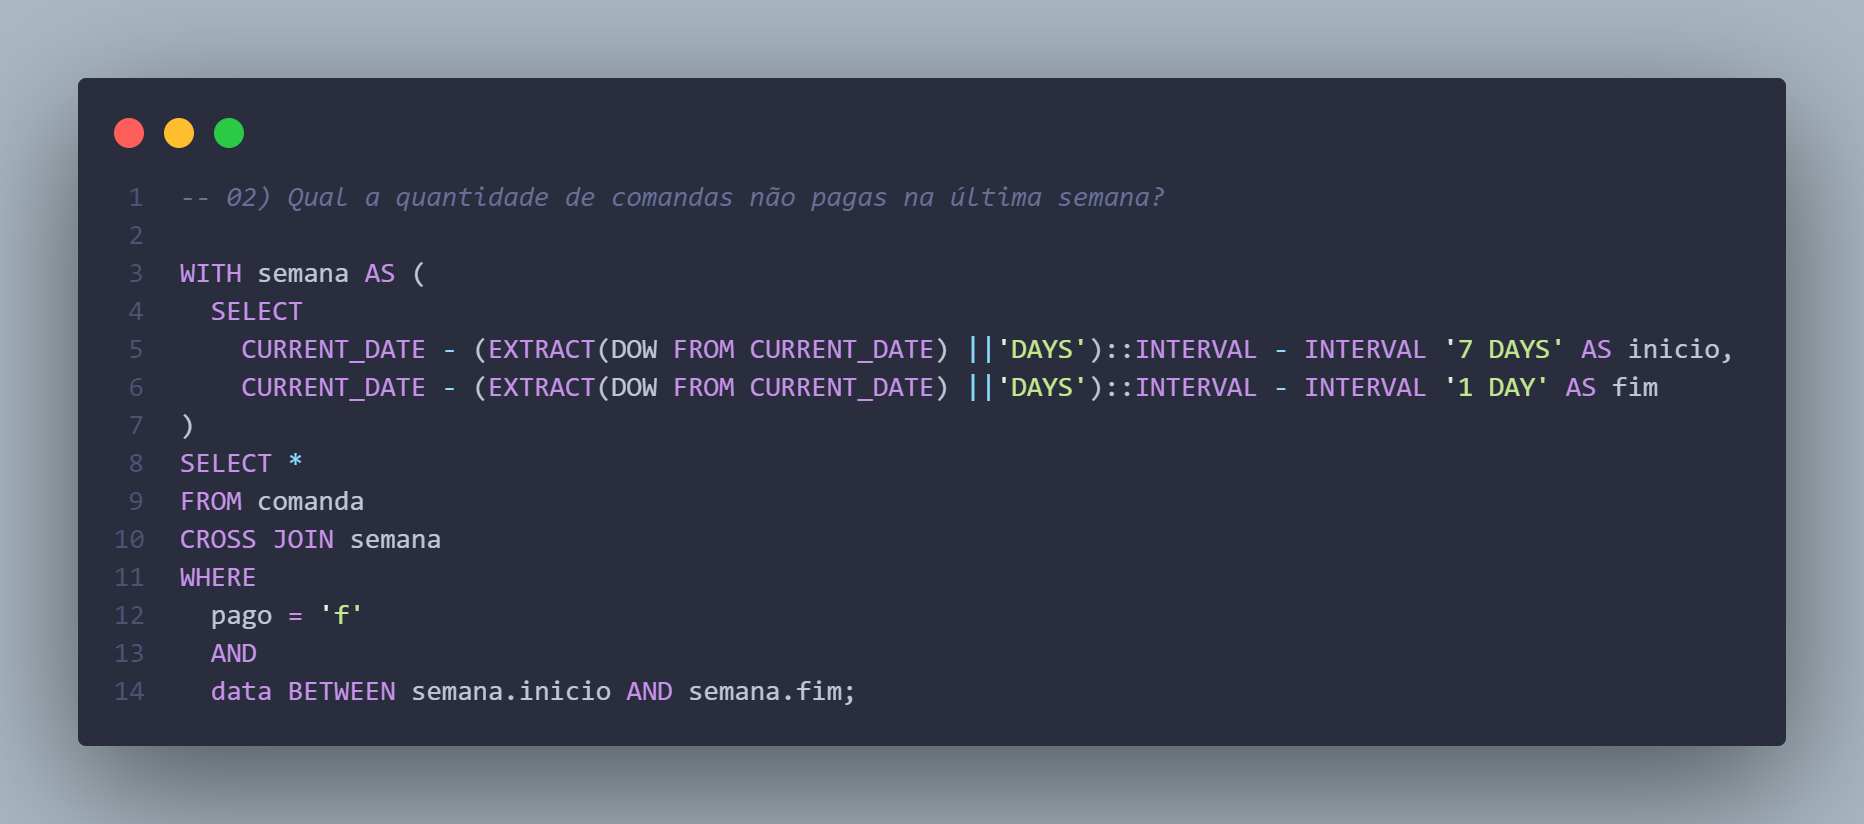 1 -- 02) Qual a quantidade de comandas não pagas na última semana?
2
3 WITH semana AS (
4   SELECT
5     CURRENT_DATE - (EXTRACT(DOW FROM CURRENT_DATE) ||'DAYS')::INTERVAL - INTERVAL '7 DAYS' AS inicio,
6     CURRENT_DATE - (EXTRACT(DOW FROM CURRENT_DATE) ||'DAYS')::INTERVAL - INTERVAL '1 DAY' AS fim
7 )
8 SELECT *
9 FROM comanda
10 CROSS JOIN semana
11 WHERE
12   pago = 'f'
13   AND
14   data BETWEEN semana.inicio AND semana.fim;